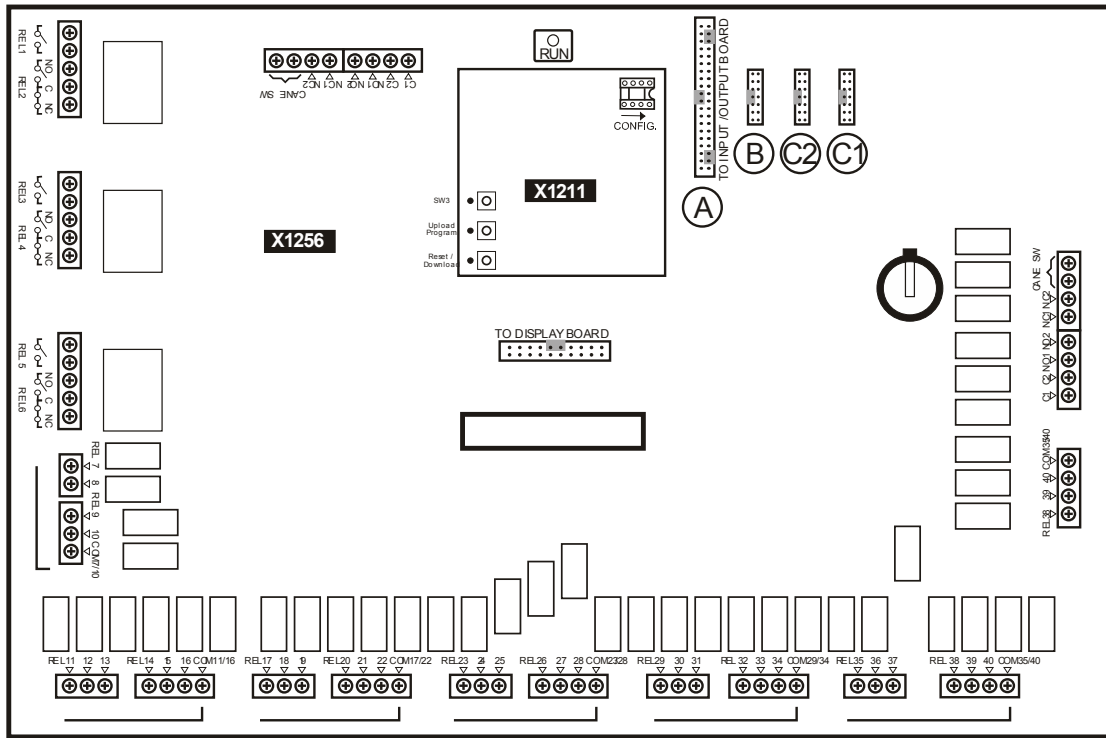 REL1
NO
C
NC
REL2
CANE SW
NC2
NC1
NO2
NO1
C2
C1
RUN
CONFIG.
TO INPUT /OUTPUT BOARD
B
C2
C1
A
X1211
SW3
Upload
Program
Reset /
Download
X1256
REL3
NO
C
NC
REL 4
TO DISPLAY BOARD
CANE SW
NC2
NC1
NO2
NO1
C2
C1
REL 5
NO
C
NC
REL6
REL 7
8
REL 9
10
COM7/10
COM35/40
40
39
REL38
REL11 12 13 REL14 15 16 COM11/16 REL17 18 19 REL20 21 22 COM17/22 REL23 24 25 REL26 27 28 COM23/28 REL29 30 31 REL 32 33 34 COM29/34 REL35 36 37 REL 38 39 40 COM35/40